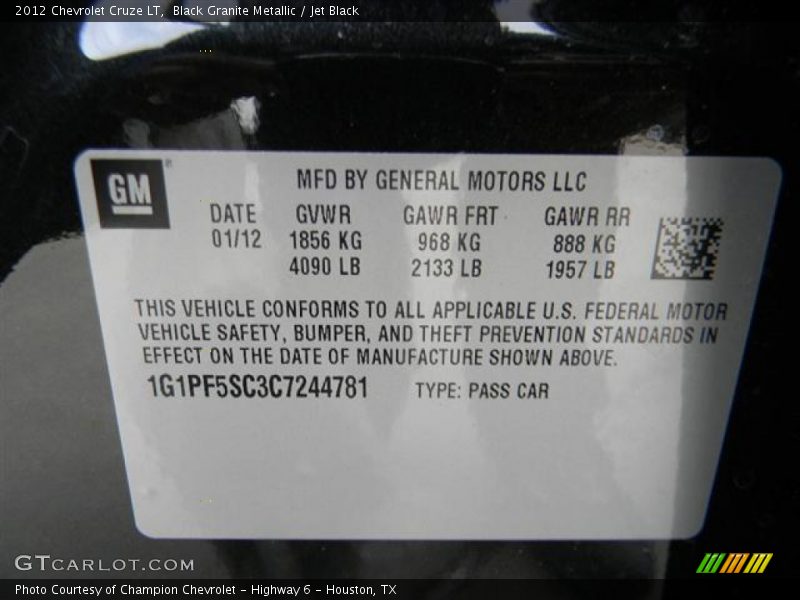 2012 Chevrolet Cruze LT, Black Granite Metallic / Jet Black
GM®
MFD BY GENERAL MOTORS LLC
DATE GVWR GAWR FRT GAWR RR
01/12 1856 KG 968 KG 888 KG
4090 LB 2133 LB 1957 LB
THIS VEHICLE CONFORMS TO ALL APPLICABLE U.S. FEDERAL MOTOR
VEHICLE SAFETY, BUMPER, AND THEFT PREVENTION STANDARDS IN
EFFECT ON THE DATE OF MANUFACTURE SHOWN ABOVE.
1G1PF5SC3C7244781 TYPE: PASS CAR
GTCARLOT.COM
Photo Courtesy of Champion Chevrolet - Highway 6 - Houston, TX